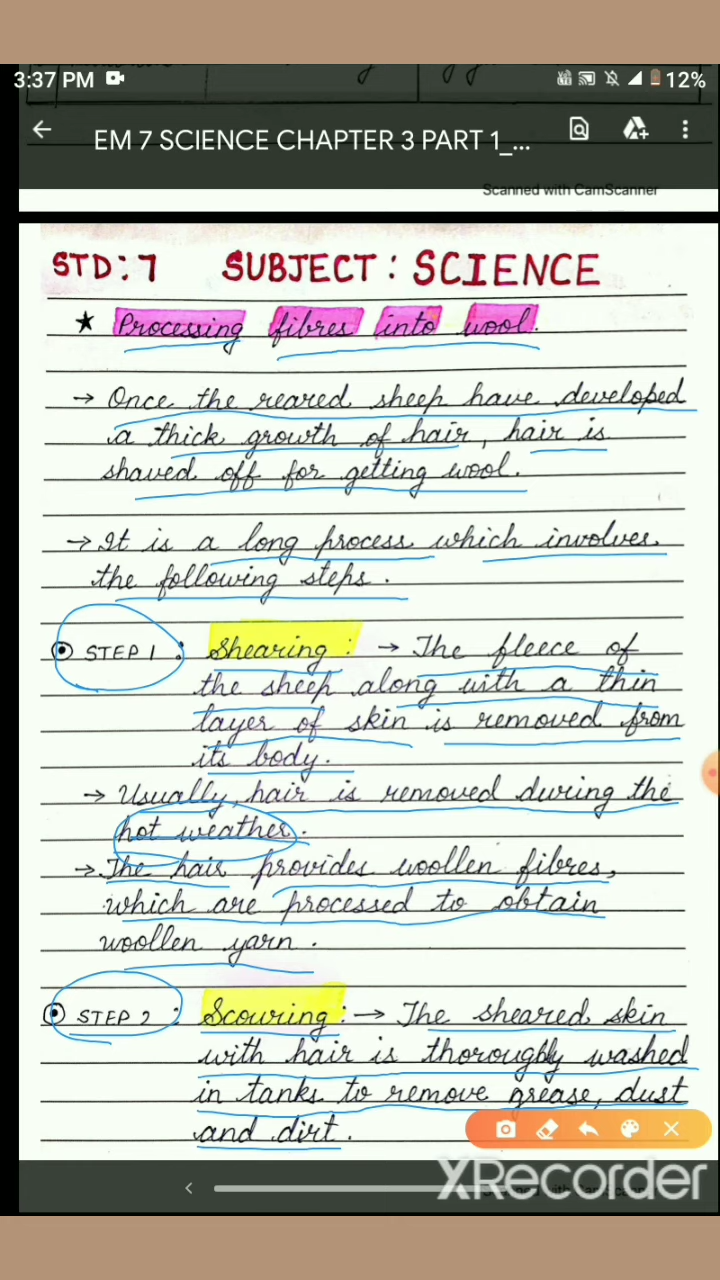 3:37 PM
12%
EM 7 SCIENCE CHAPTER 3 PART 1_...
Scanned with CamScanner
STD: 7 SUBJECT: SCIENCE
★ Processing fibres into wool.
→ Once the reared sheep have developed
a thick growth of hair, hair is
shaved off for getting wool.
→ It is a long process which involves
the following steps.
STEP 1 : Shearing : → The fleece of
the sheep along with a thin
layer of skin is removed from
its body.
→ Usually, hair is removed during the
hot weather.
→ The hair provides woollen fibres,
which are processed to obtain
woollen yarn.
STEP 2 : Scouring : → The sheared skin
with hair is thoroughly washed
in tanks to remove grease, dust
and dirt.
XRecorder